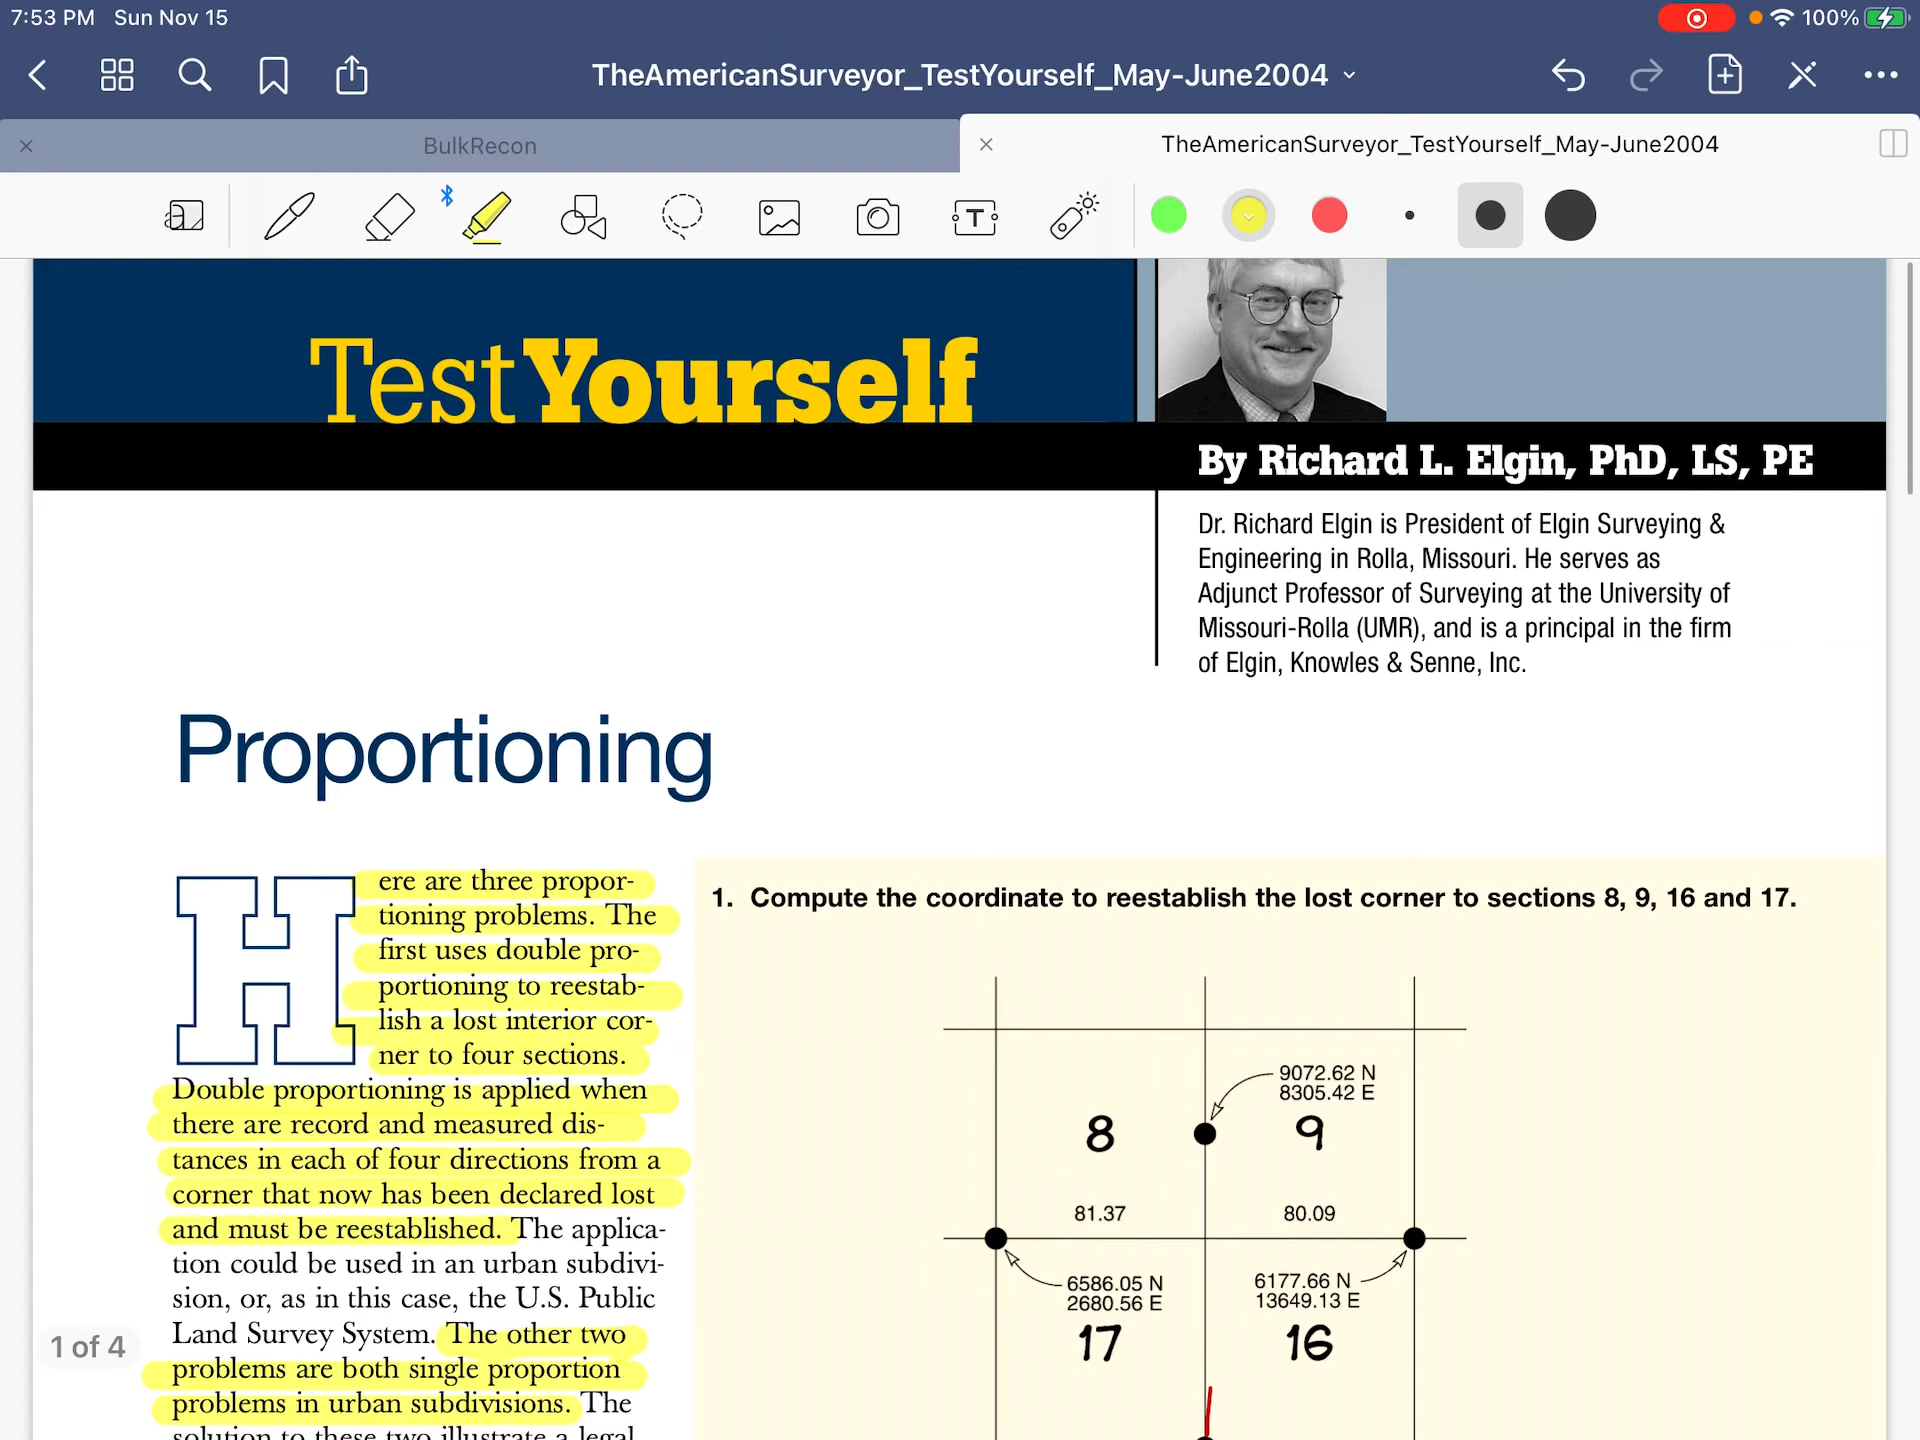 7:53 PM Sun Nov 15
100%
TheAmericanSurveyor_TestYourself_May-June2004
BulkRecon
TheAmericanSurveyor_TestYourself_May-June2004
TestYourself
By Richard L. Elgin, PhD, LS, PE
Dr. Richard Elgin is President of Elgin Surveying &
Engineering in Rolla, Missouri. He serves as
Adjunct Professor of Surveying at the University of
Missouri-Rolla (UMR), and is a principal in the firm
of Elgin, Knowles & Senne, Inc.
Proportioning
Here are three propor-
tioning problems. The
first uses double pro-
portioning to reestab-
lish a lost interior cor-
ner to four sections.
Double proportioning is applied when
there are record and measured dis-
tances in each of four directions from a
corner that now has been declared lost
and must be reestablished. The applica-
tion could be used in an urban subdivi-
sion, or, as in this case, the U.S. Public
Land Survey System. The other two
problems are both single proportion
problems in urban subdivisions. The
solution to these two illustrate a legal
1. Compute the coordinate to reestablish the lost corner to sections 8, 9, 16 and 17.
9072.62 N
8305.42 E
8
9
81.37
80.09
6586.05 N
2680.56 E
6177.66 N
13649.13 E
17
16
1 of 4